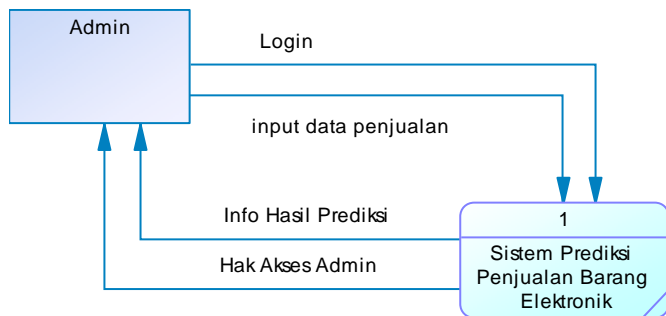 Admin
Login
input data penjualan
Info Hasil Prediksi
Hak Akses Admin
1
Sistem Prediksi
Penjualan Barang
Elektronik